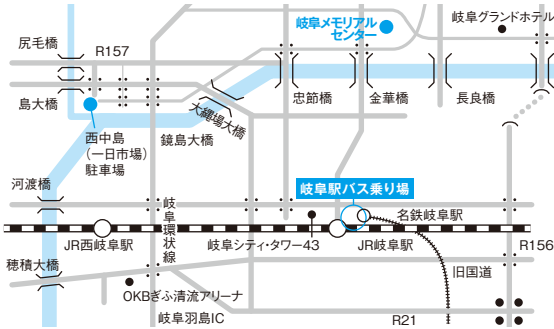 岐阜メモリアル
センター
岐阜グランドホテル
尻毛橋
R157
島大橋
大縄場大橋
忠節橋
金華橋
長良橋
西中島
（一日市場）
駐車場
鏡島大橋
河渡橋
岐阜環状線
岐阜駅バス乗り場
名鉄岐阜駅
JR西岐阜駅
岐阜シティ・タワー43
JR岐阜駅
R156
穂積大橋
旧国道
OKBぎふ清流アリーナ
岐阜羽島IC
R21